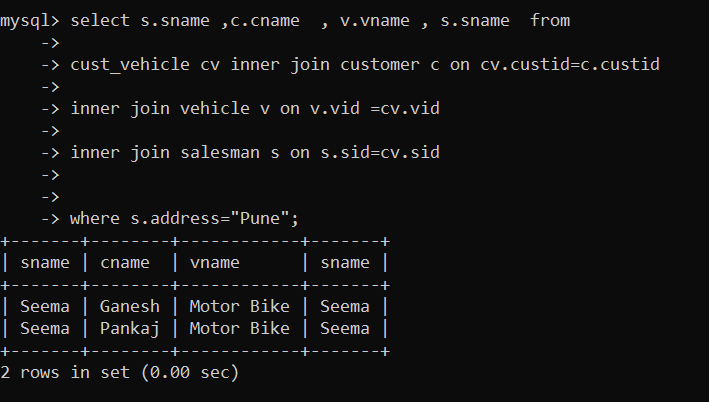 mysql> select s.sname ,c.cname  , v.vname , s.sname  from
    ->
    -> cust_vehicle cv inner join customer c on cv.custid=c.custid
    ->
    -> inner join vehicle v on v.vid =cv.vid
    ->
    -> inner join salesman s on s.sid=cv.sid
    ->
    ->
    -> where s.address="Pune";
+-------+--------+------------+-------+
| sname | cname  | vname      | sname |
+-------+--------+------------+-------+
| Seema | Ganesh | Motor Bike | Seema |
| Seema | Pankaj | Motor Bike | Seema |
+-------+--------+------------+-------+
2 rows in set (0.00 sec)